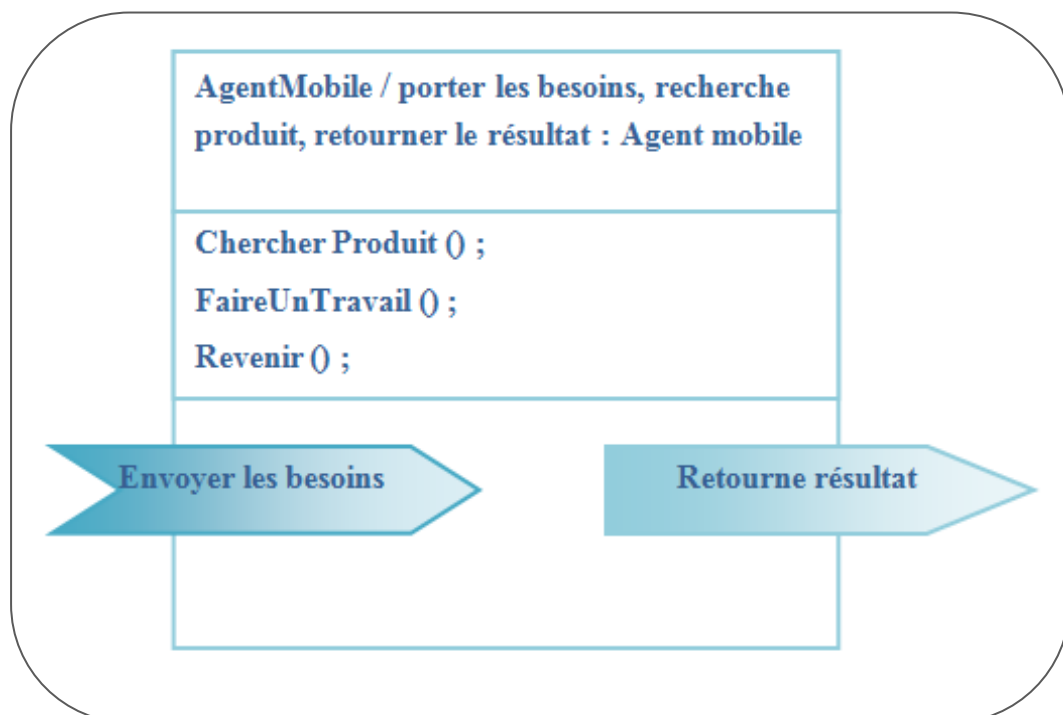 AgentMobile / porter les besoins, recherche
produit, retourner le résultat : Agent mobile
Chercher Produit () ;
FaireUnTravail () ;
Revenir () ;
Envoyer les besoins
Retourne résultat